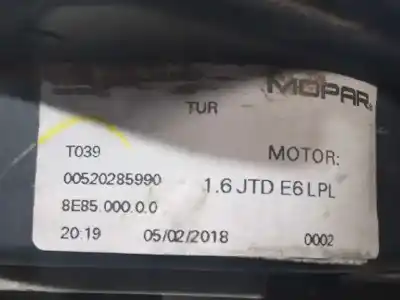 MOPAR®
TUR
T039 MOTOR:
00520285990 1.6 JTD E6 LPL
8E85.000.0.0
20:19 05/02/2018 0002